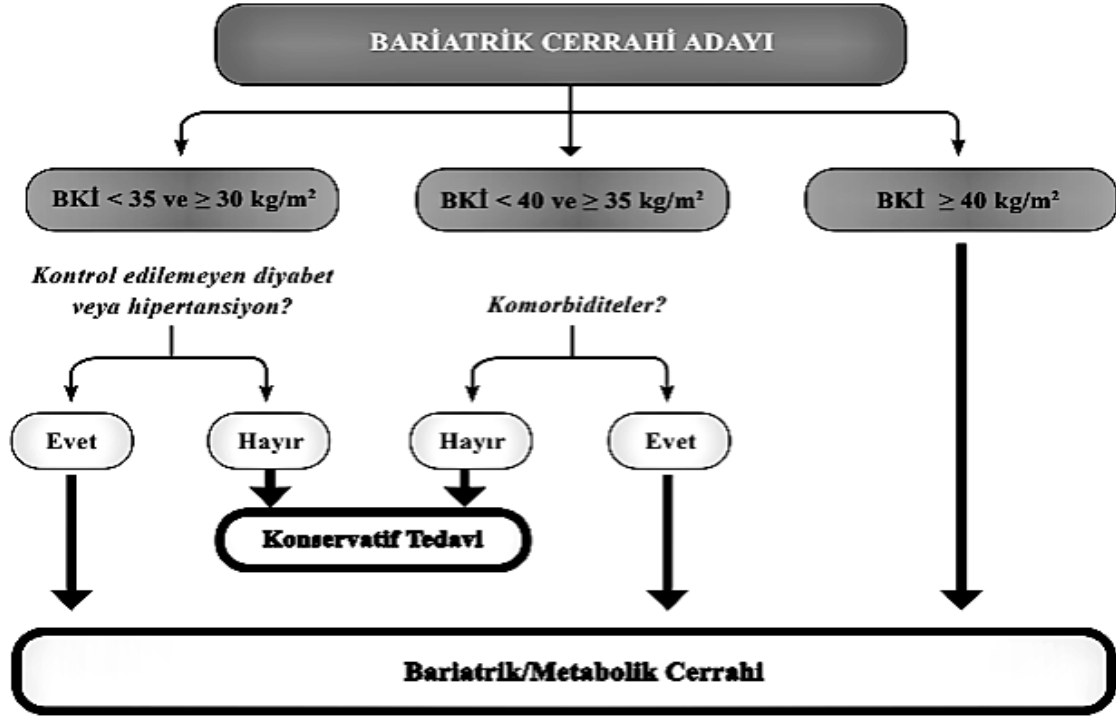 BARİATRİK CERRAHİ ADAYI
BKİ < 35 ve ≥ 30 kg/m²
BKİ < 40 ve ≥ 35 kg/m²
BKİ ≥ 40 kg/m²
Kontrol edilemeyen diyabet
veya hipertansiyon?
Komorbiditeler?
Evet
Hayır
Hayır
Evet
Konservatif Tedavi
Bariatrik/Metabolik Cerrahi